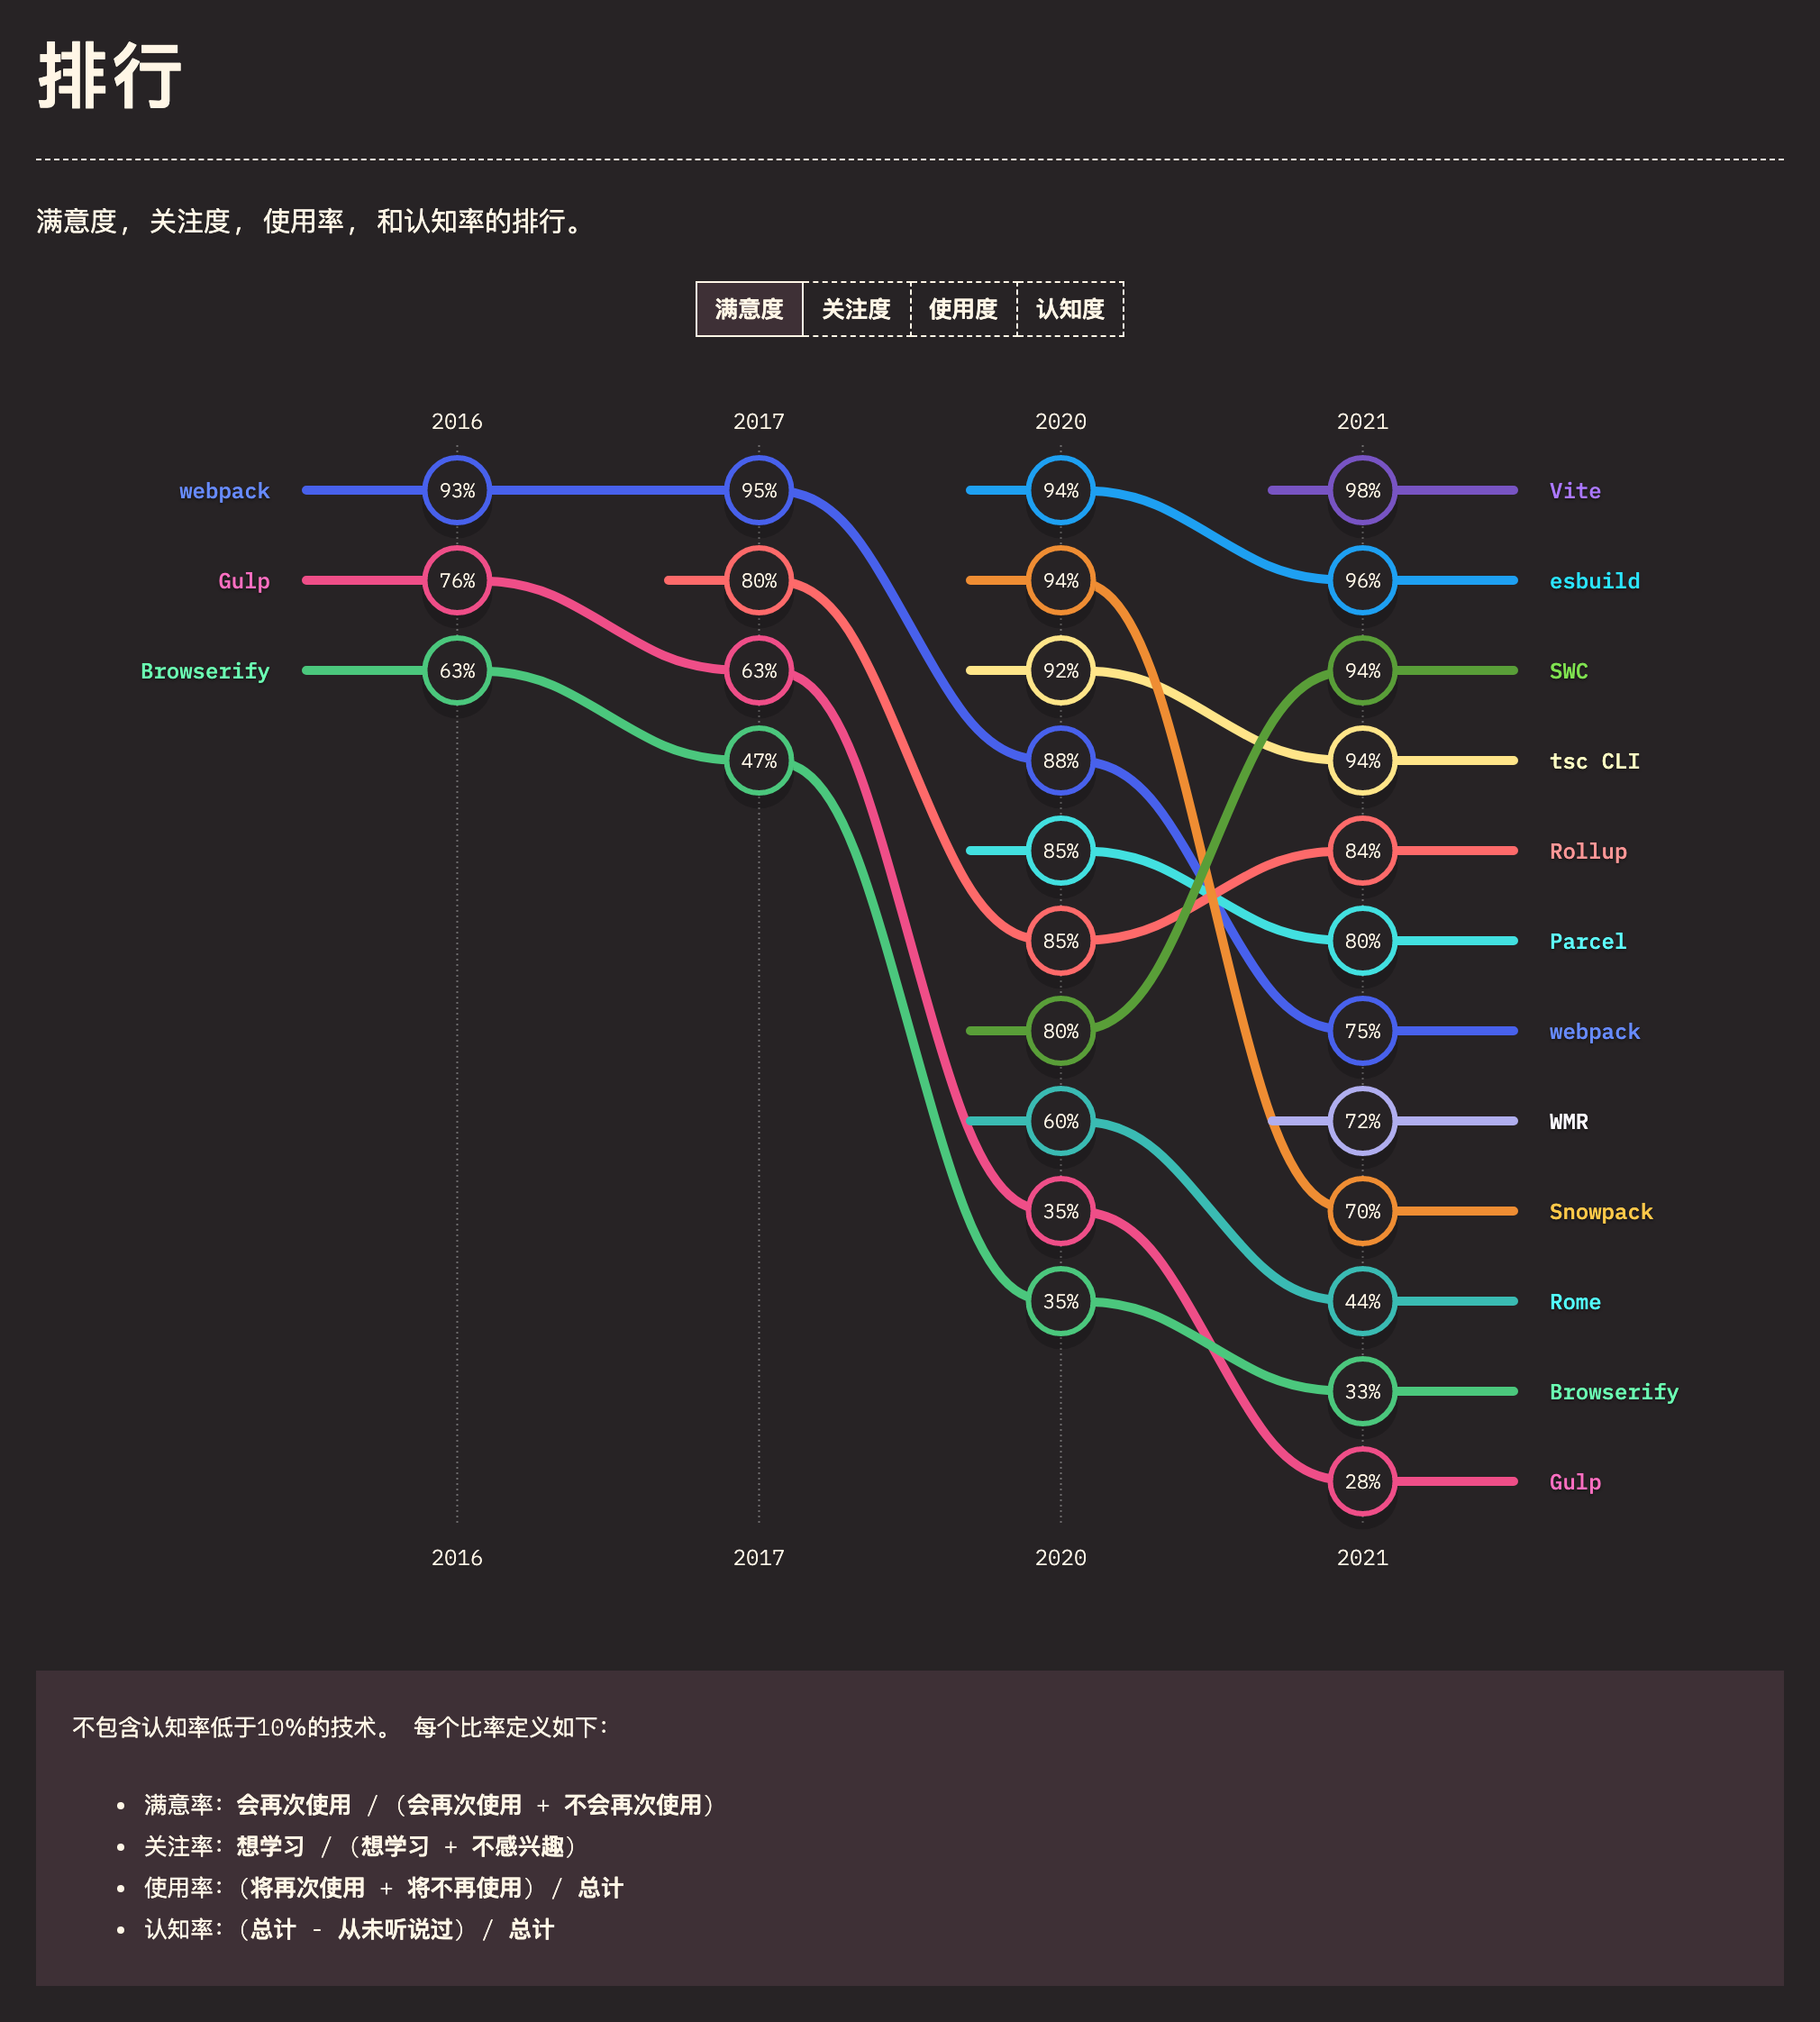 排行
满意度, 关注度, 使用率, 和认知率的排行。
满意度 关注度 使用度 认知度
2016 2017 2020 2021
webpack 93% 95% 94% 98% Vite
Gulp 76% 80% 94% 96% esbuild
Browserify 63% 63% 92% 94% SWC
47% 88% 94% tsc CLI
85% 84% Rollup
85% 80% Parcel
80% 75% webpack
60% 72% WMR
35% 70% Snowpack
35% 44% Rome
33% Browserify
28% Gulp
2016 2017 2020 2021
不包含认知率低于10%的技术。 每个比率定义如下:
• 满意率: 会再次使用 / (会再次使用 + 不会再次使用)
• 关注率: 想学习 / (想学习 + 不感兴趣)
• 使用率: (将再次使用 + 将不再使用) / 总计
• 认知率: (总计 - 从未听说过) / 总计